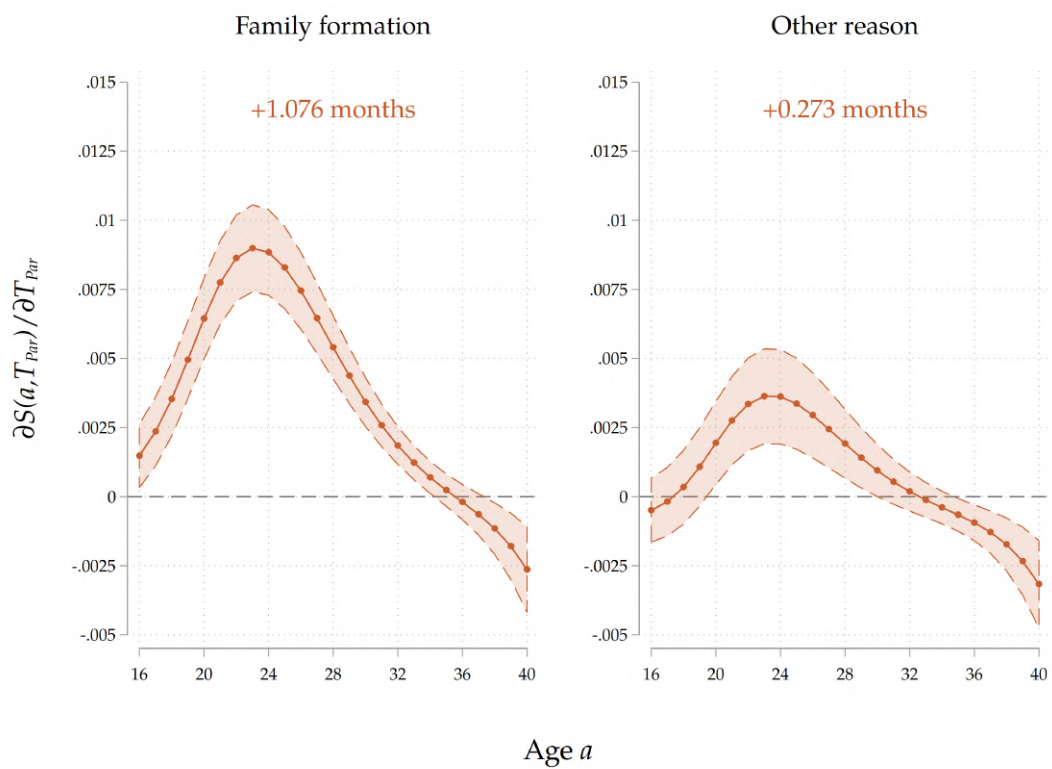 Family formation
Other reason
+1.076 months
+0.273 months
∂S(a,T_Par)/∂T_Par
.015
.0125
.01
.0075
.005
.0025
0
-.0025
-.005
16 20 24 28 32 36 40
.015
.0125
.01
.0075
.005
.0025
0
-.0025
-.005
16 20 24 28 32 36 40
Age a